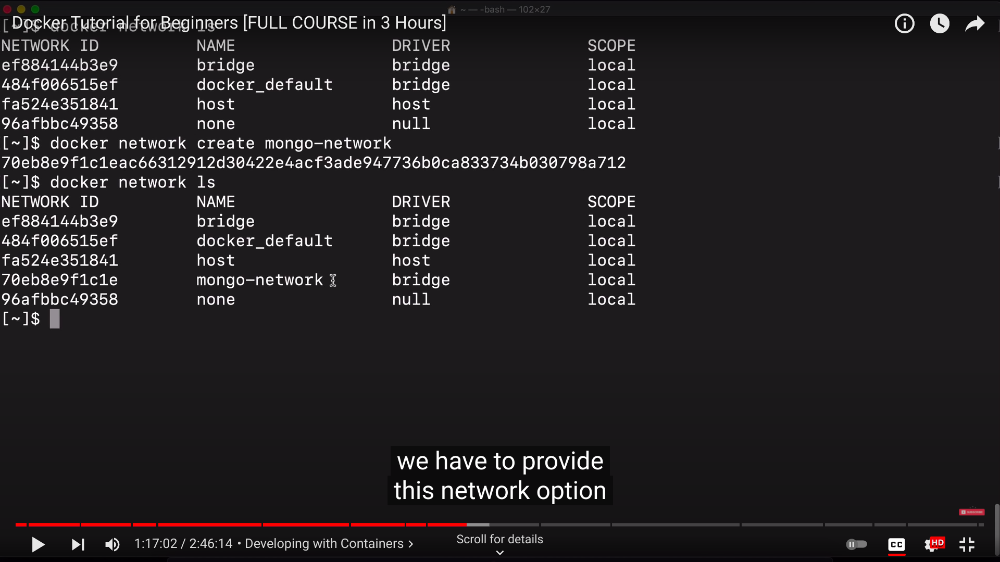 ~ — -bash — 102×27
Docker Tutorial for Beginners [FULL COURSE in 3 Hours]
[~]$ docker network ls
NETWORK ID NAME DRIVER SCOPE
ef884144b3e9 bridge bridge local
484f006515ef docker_default bridge local
fa524e351841 host host local
96afbbc49358 none null local
[~]$ docker network create mongo-network
70eb8e9f1c1eac66312912d30422e4acf3ade947736b0ca833734b030798a712
[~]$ docker network ls
NETWORK ID NAME DRIVER SCOPE
ef884144b3e9 bridge bridge local
484f006515ef docker_default bridge local
fa524e351841 host host local
70eb8e9f1c1e mongo-network bridge local
96afbbc49358 none null local
[~]$
we have to provide
this network option
SUBSCRIBE
1:17:02 / 2:46:14 • Developing with Containers >
Scroll for details
CC
HD